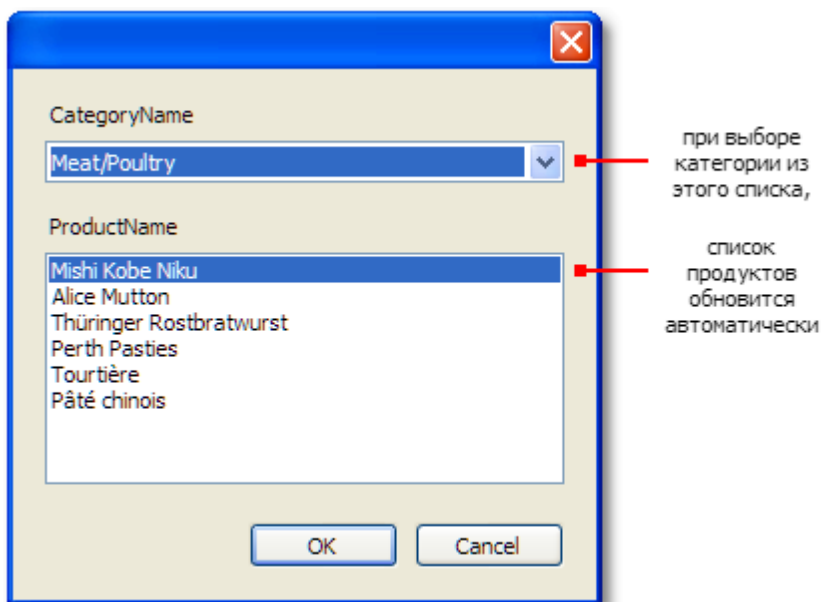 CategoryName
Meat/Poultry
при выборе
категории из
этого списка,
ProductName
Mishi Kobe Niku
Alice Mutton
Thüringer Rostbratwurst
Perth Pasties
Tourtière
Pâté chinois
список
продуктов
обновится
автоматически
OK
Cancel